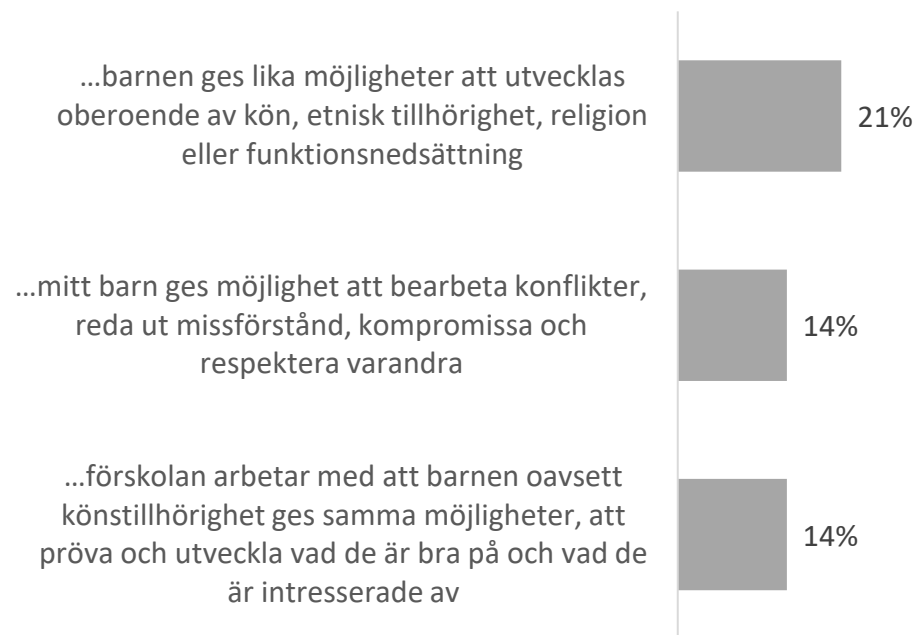 ...barnen ges lika möjligheter att utvecklas
oberoende av kön, etnisk tillhörighet, religion
eller funktionsnedsättning
21%
...mitt barn ges möjlighet att bearbeta konflikter,
reda ut missförstånd, kompromissa och
respektera varandra
14%
...förskolan arbetar med att barnen oavsett
könstillhörighet ges samma möjligheter, att
pröva och utveckla vad de är bra på och vad de
är intresserade av
14%